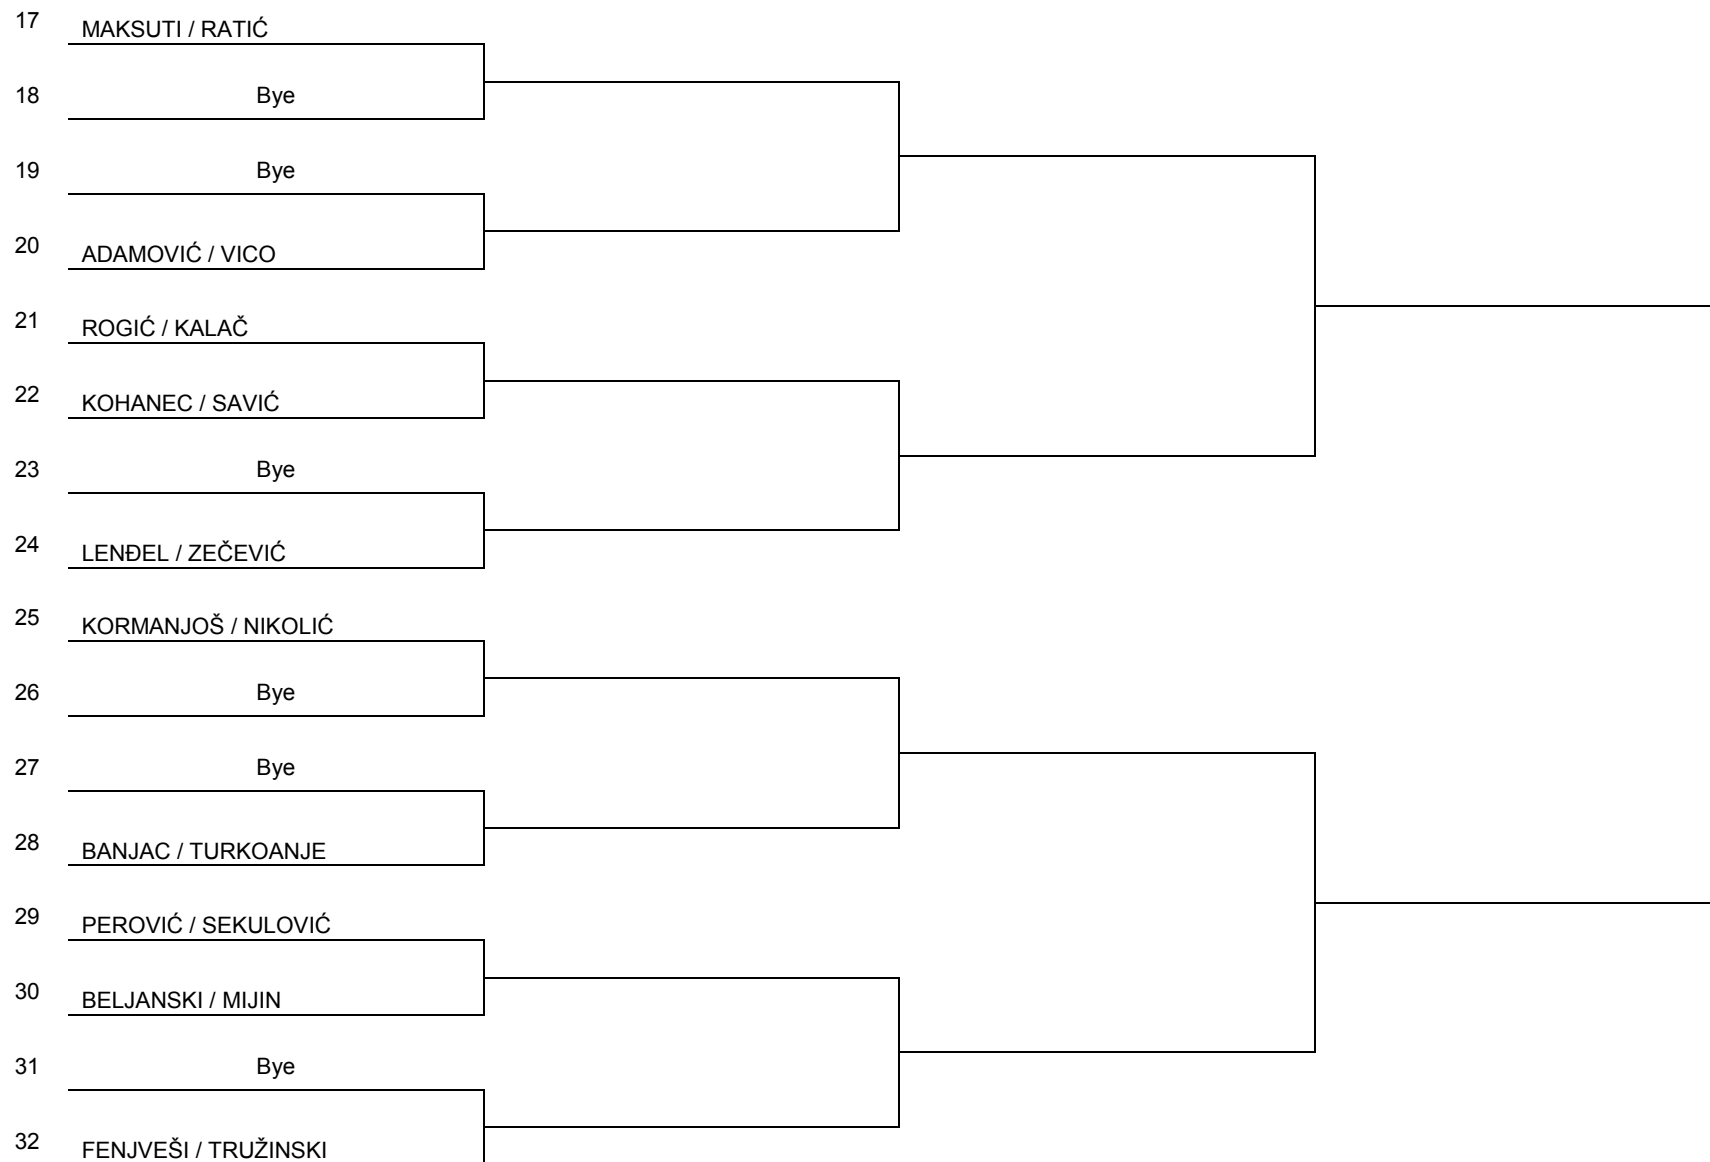 17 MAKSUTI / RATIĆ
18 Bye
19 Bye
20 ADAMOVIĆ / VICO
21 ROGIĆ / KALAČ
22 KOHANEC / SAVIĆ
23 Bye
24 LENĐEL / ZEČEVIĆ
25 KORMANJOŠ / NIKOLIĆ
26 Bye
27 Bye
28 BANJAC / TURKOANJE
29 PEROVIĆ / SEKULOVIĆ
30 BELJANSKI / MIJIN
31 Bye
32 FENJVEŠI / TRUŽINSKI